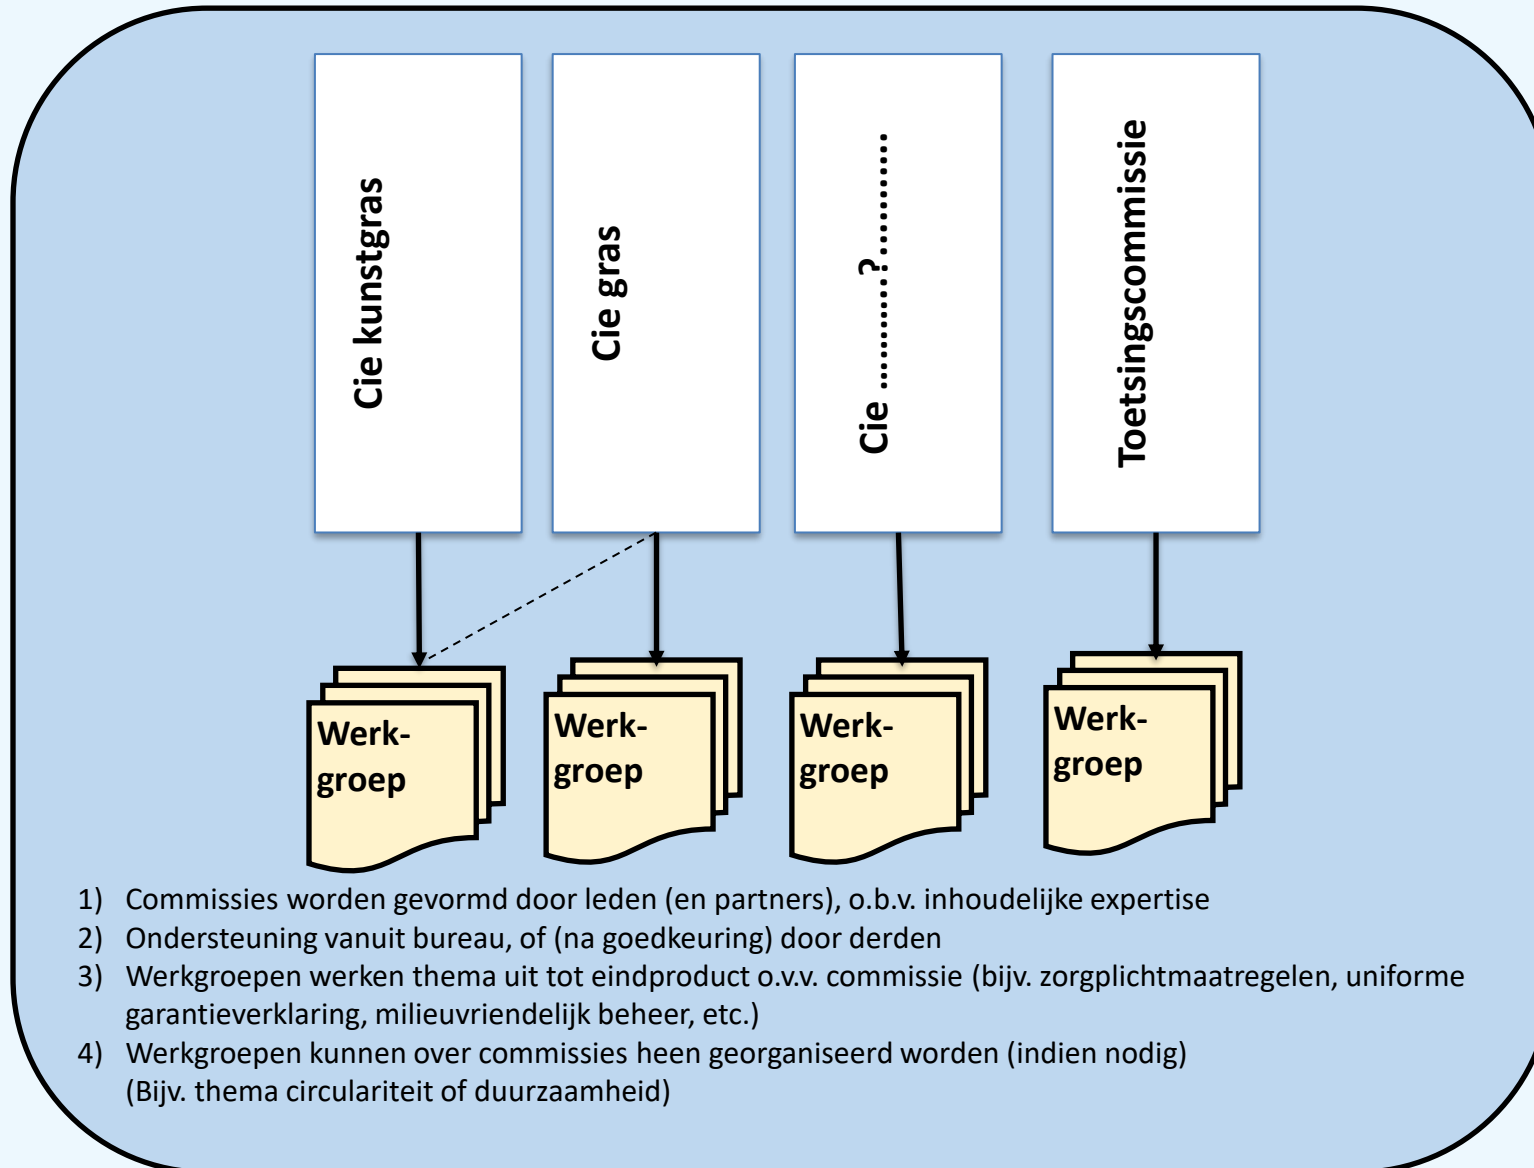 Cie kunstgras
Cie gras
Cie ...........?...........
Toetsingscommissie
Werk-
groep
Werk-
groep
Werk-
groep
Werk-
groep
1) Commissies worden gevormd door leden (en partners), o.b.v. inhoudelijke expertise
2) Ondersteuning vanuit bureau, of (na goedkeuring) door derden
3) Werkgroepen werken thema uit tot eindproduct o.v.v. commissie (bijv. zorgplichtmaatregelen, uniforme
garantieverklaring, milieuvriendelijk beheer, etc.)
4) Werkgroepen kunnen over commissies heen georganiseerd worden (indien nodig)
(Bijv. thema circulariteit of duurzaamheid)